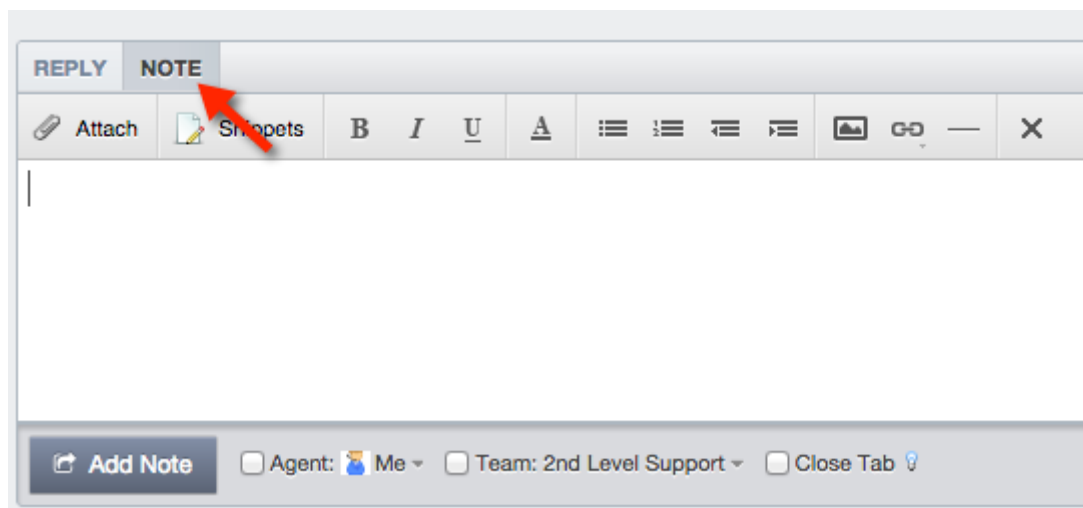 REPLY NOTE
Attach Snippets B I U A
Add Note Agent: Me Team: 2nd Level Support Close Tab